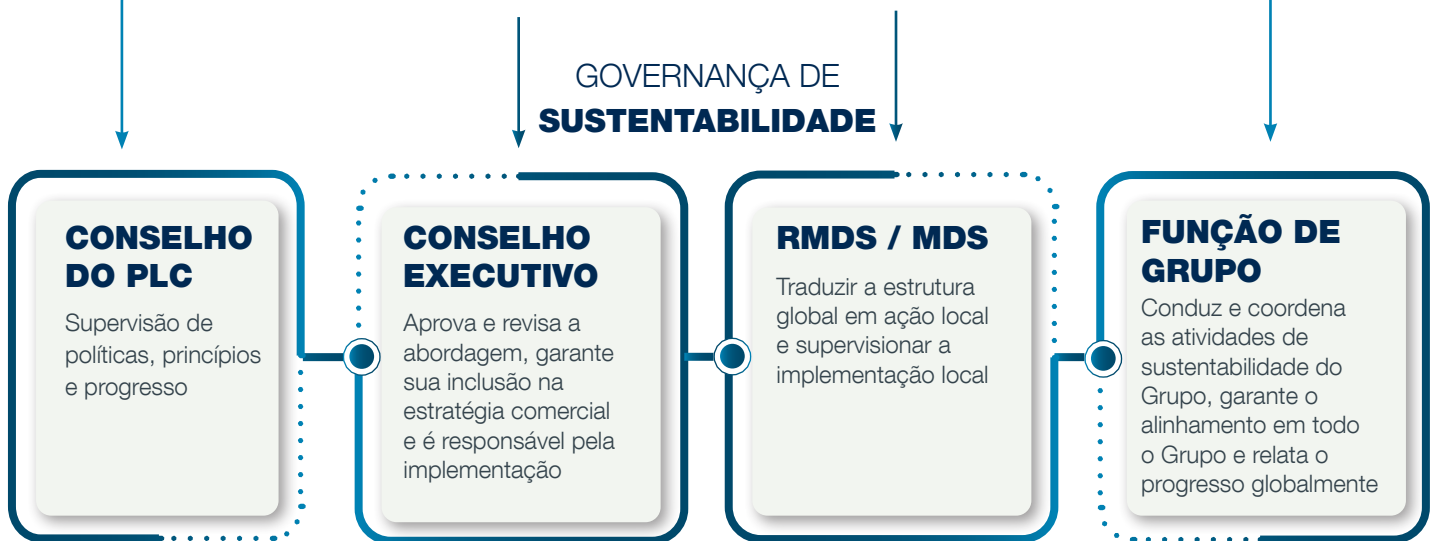 GOVERNANÇA DE
SUSTENTABILIDADE
CONSELHO
DO PLC
Supervisão de
políticas, princípios
e progresso
CONSELHO
EXECUTIVO
Aprova e revisa a
abordagem, garante
sua inclusão na
estratégia comercial
e é responsável pela
implementação
RMDS / MDS
Traduzir a estrutura
global em ação local
e supervisionar a
implementação local
FUNÇÃO DE
GRUPO
Conduz e coordena
as atividades de
sustentabilidade do
Grupo, garante o
alinhamento em todo
o Grupo e relata o
progresso globalmente